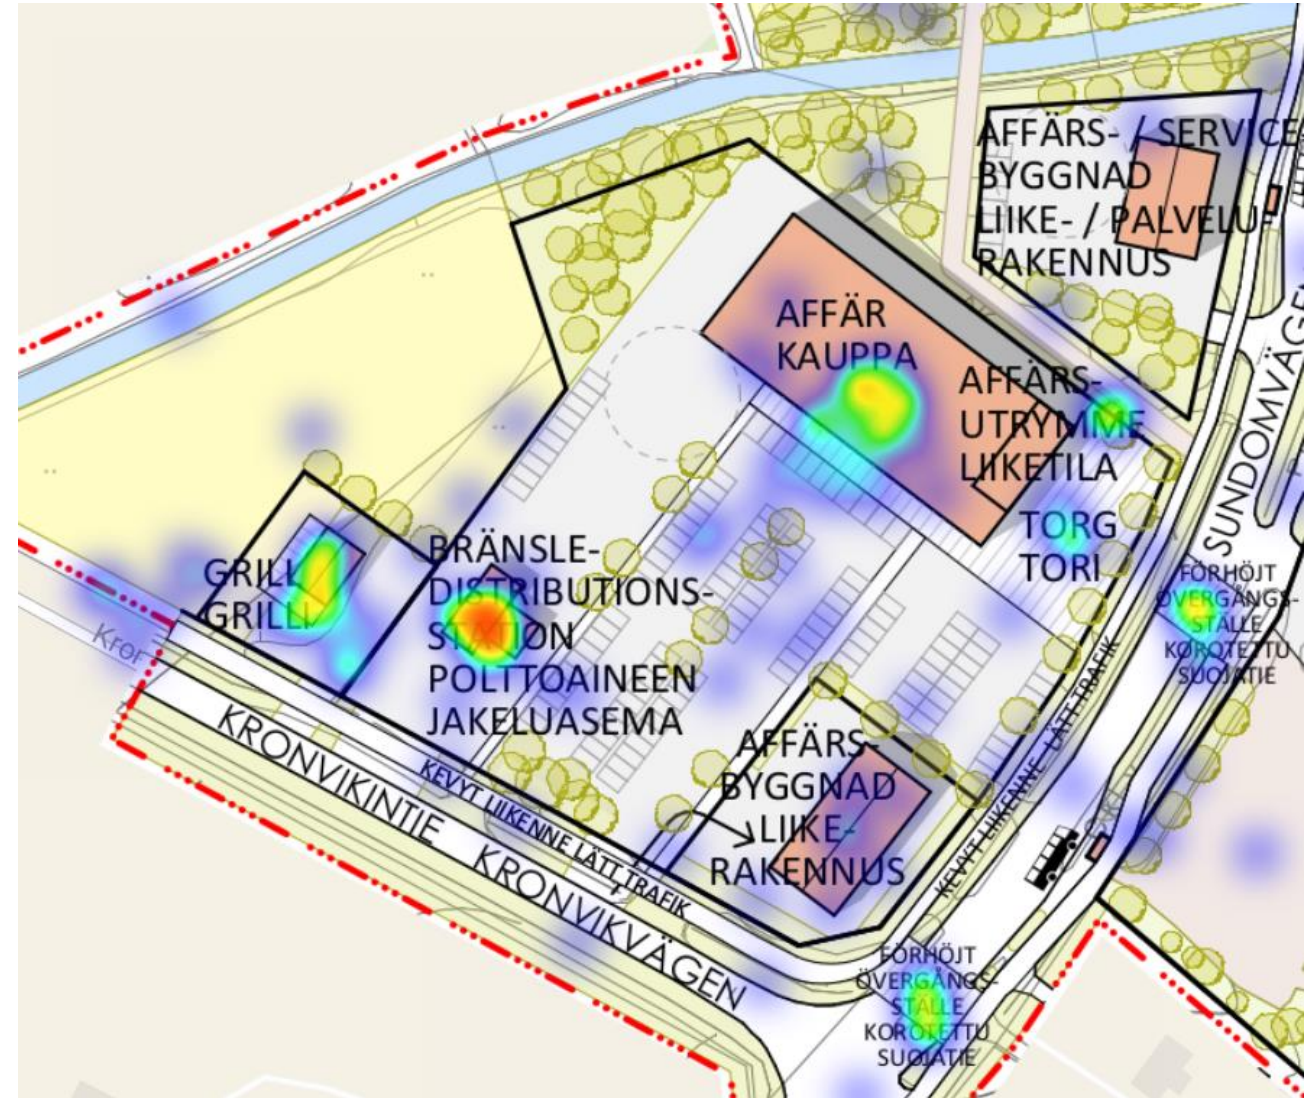 AFFÄRS- / SERVICE
BYGGNAD
LIIKE- / PALVELU-
RAKENNUS
AFFÄR
KAUPPA
AFFÄRS-
UTRYMME
LIIKETILA
TORG
TORI
SUNDOMVÄGE
FÖRHÖJT
ÖVERGÅNGS-
STÄLLE
KOROTETTU
SUOJATIE
GRILL
GRILLI
BRÄNSLE-
DISTRIBUTIONS-
STATION
POLTTOAINEEN
JAKELUASEMA
AFFÄRS-
BYGGNAD
LIIKE-
RAKENNUS
KEVYT LIIKENNE LÄTT TRAFIK
KEVYT LIIKENNE LÄTT TRAFIK
KRONVIKINTIE KRONVIKVÄGEN
FÖRHÖJT
ÖVERGÅNGS-
STÄLLE
KOROTETTU
SUOJATIE